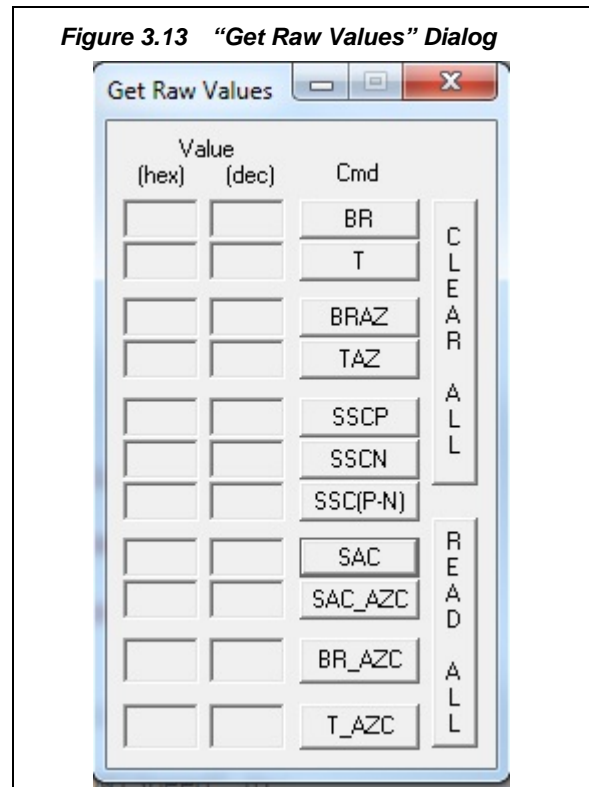 Figure 3.13 “Get Raw Values” Dialog
Get Raw Values
Value
(hex) (dec) Cmd
BR
T
BRAZ
TAZ
SSCP
SSCN
SSC(P-N)
SAC
SAC_AZC
BR_AZC
T_AZC
CLEAR ALL
READ ALL